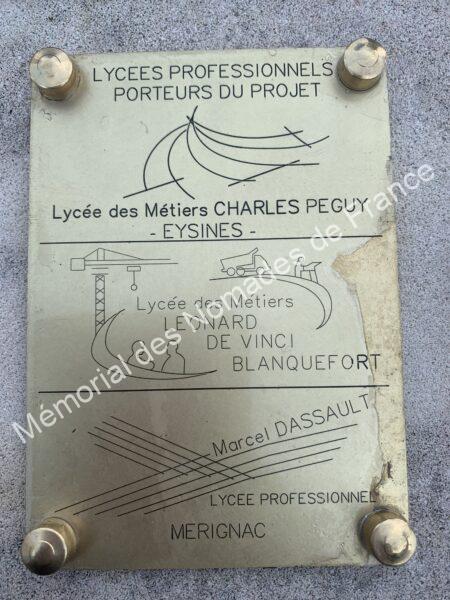 LYCEES PROFESSIONNELS
PORTEURS DU PROJET
Lycée des Métiers CHARLES PEGUY
- EYSINES -
Lycée des Métiers
LEONARD
DE VINCI
BLANQUEFORT
Marcel DASSAULT
LYCEE PROFESSIONNEL
MERIGNAC
Mémorial des Nomades de France